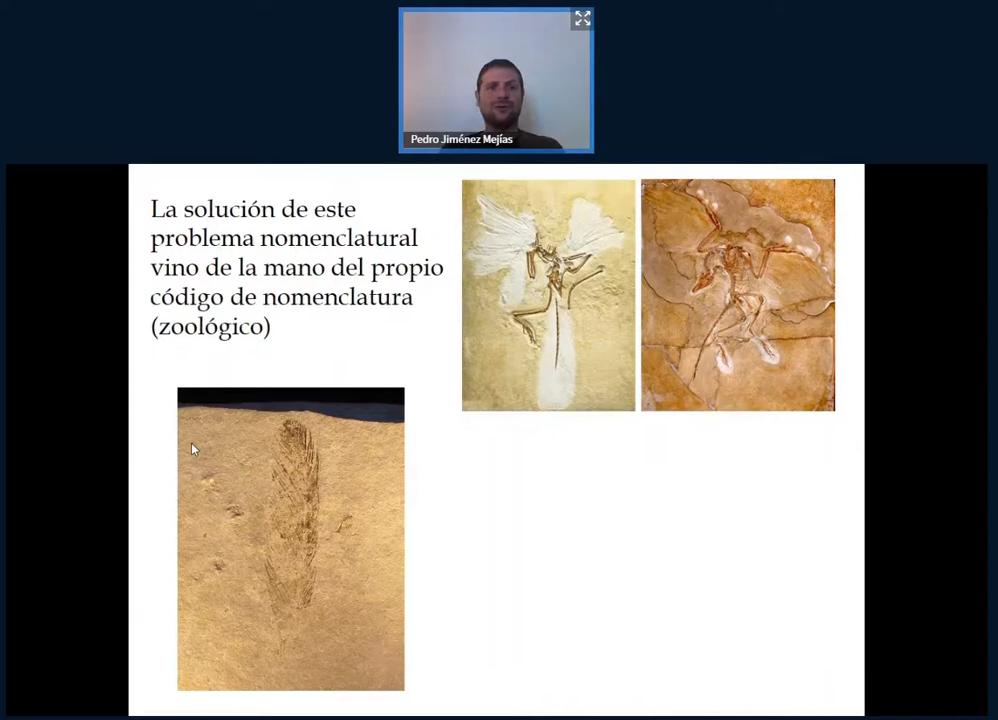 Pedro Jiménez Mejías
La solución de este
problema nomenclatural
vino de la mano del propio
código de nomenclatura
(zoológico)